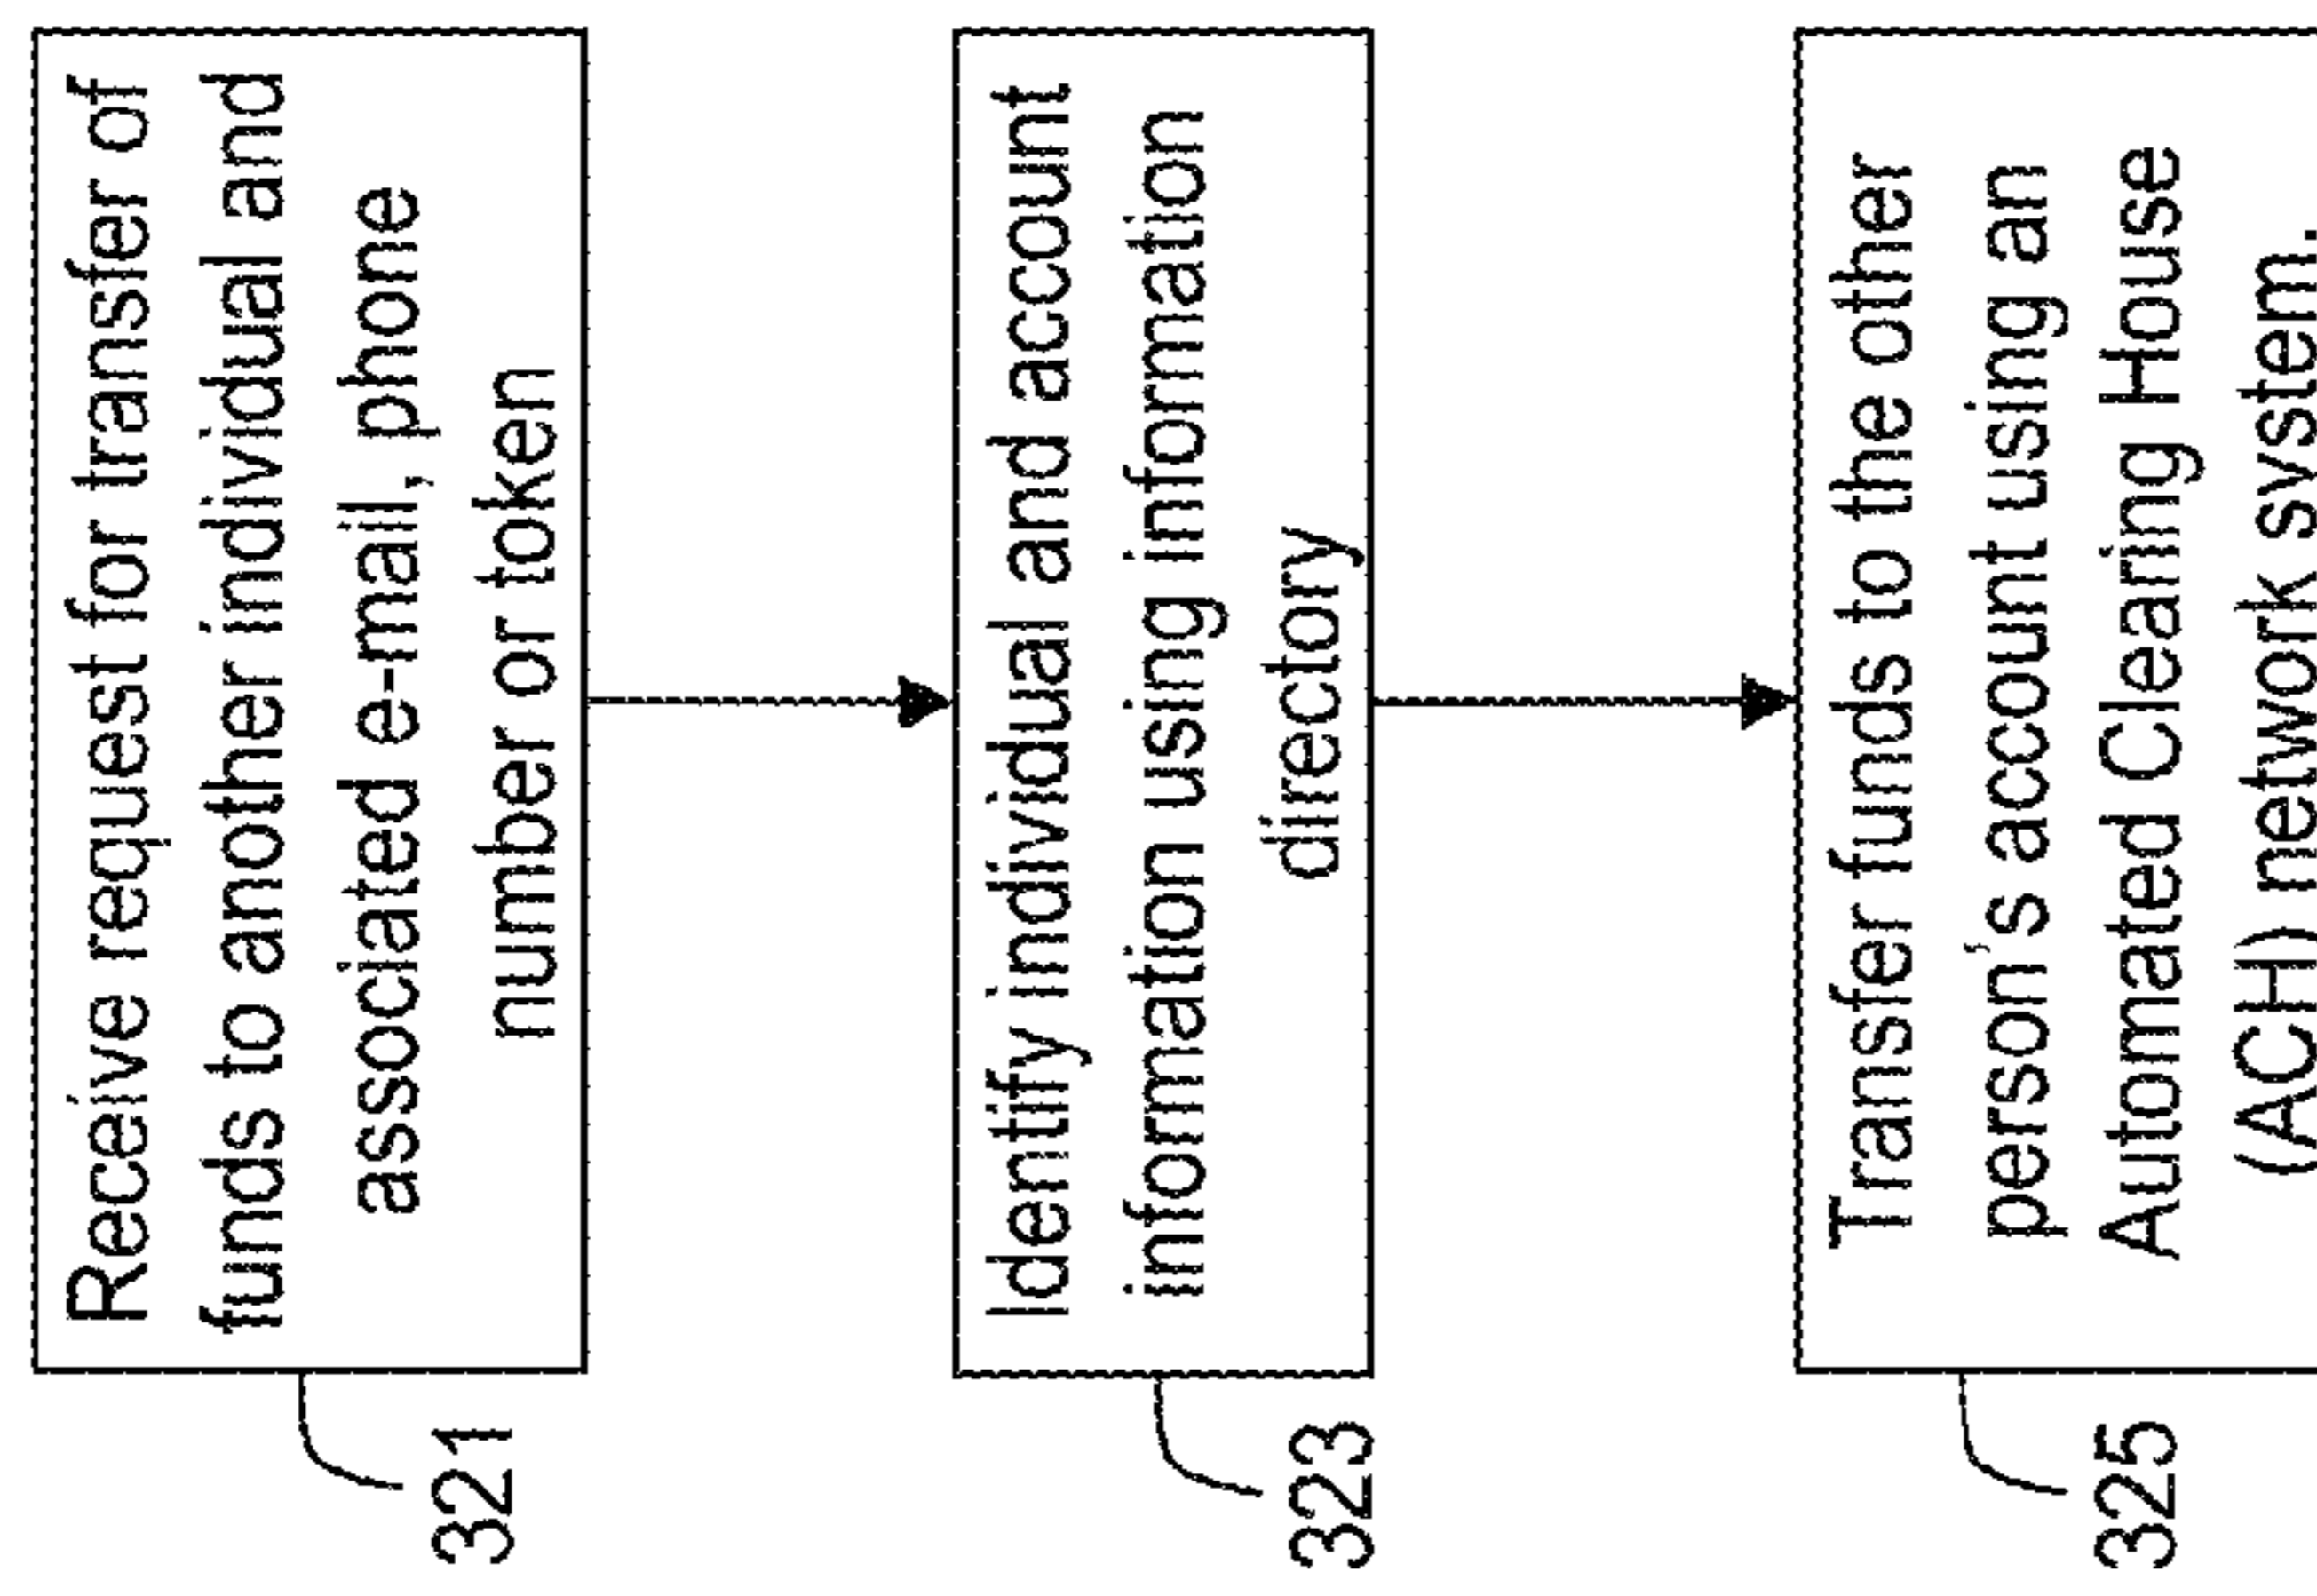 Receive request for transfer of
funds to another individual and
associated e-mail, phone
number or token
321
Identify individual and account
information using information
directory
323
Transfer funds to the other
person's account using an
Automated Clearing House
(ACH) network system.
325